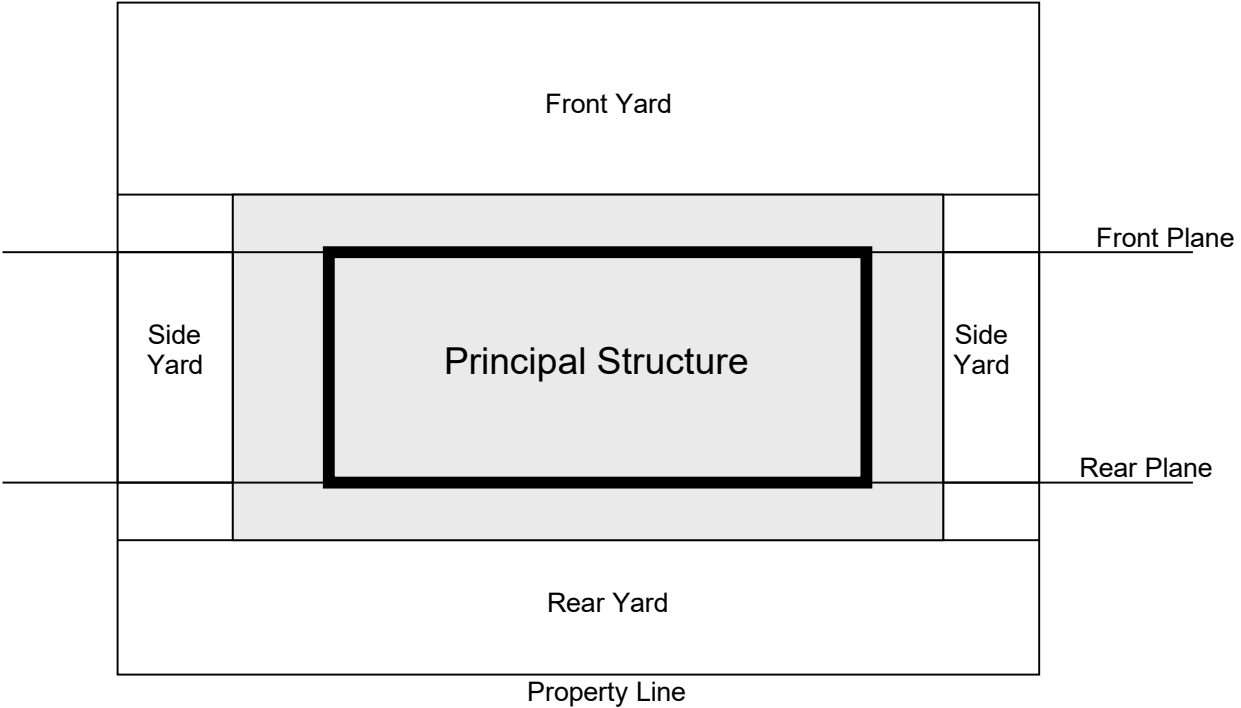 Front Yard
Front Plane
Side
Yard
Principal Structure
Side
Yard
Rear Plane
Rear Yard
Property Line